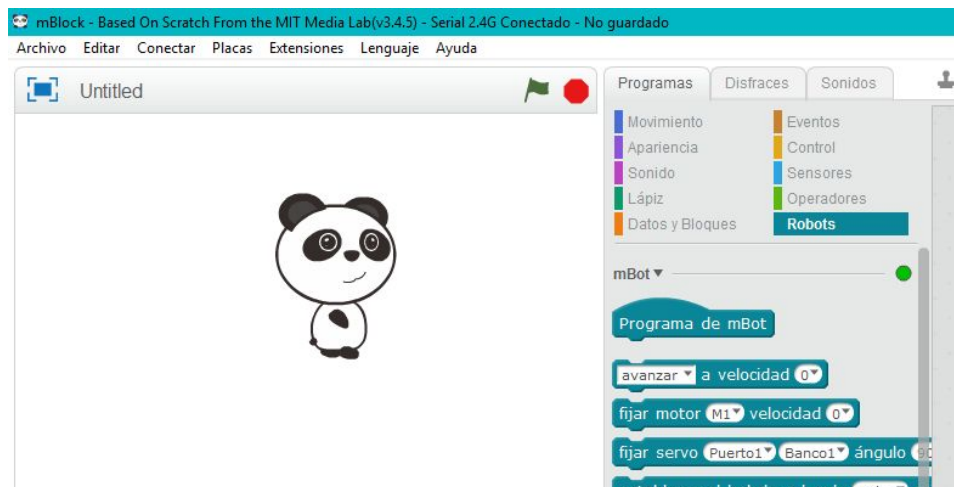 mBlock - Based On Scratch From the MIT Media Lab(v3.4.5) - Serial 2.4G Conectado - No guardado
Archivo Editar Conectar Placas Extensiones Lenguaje Ayuda
Untitled
Programas Disfraces Sonidos
Movimiento Eventos
Apariencia Control
Sonido Sensores
Lápiz Operadores
Datos y Bloques Robots
mBot
Programa de mBot
avanzar a velocidad 0
fijar motor M1 velocidad 0
fijar servo Puerto1 Banco1 ángulo 90